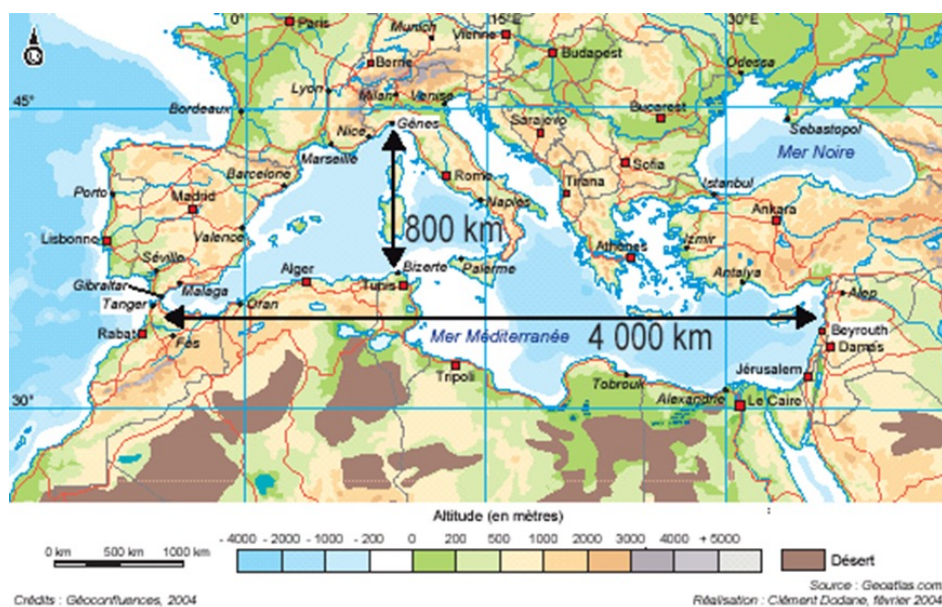 0°
Paris
Munich
Vienne
15°E
Budapest
30°E
Odessa
Berne
Lyon
Milan
Venise
45°
Bordeaux
Gênes
Nice
Marseille
Sarajevo
Bucarest
Sebastopol
Mer Noire
Sofia
Barcelone
Rome
Tirana
Istanbul
Porto
Madrid
Naples
Ankara
800 km
Lisbonne
Valence
Athènes
Izmir
Séville
Alger
Bizerte
Palerme
Antalya
Gibraltar
Malaga
Tunis
Alep
Tanger
Oran
Rabat
Fès
Mer Méditerranée
4 000 km
Beyrouth
Damas
Tripoli
Tobrouk
Jérusalem
Alexandrie
Le Caire
30°
Altitude (en mètres)
0 km 500 km 1000 km
- 4000 - 2000 - 1000 - 200 0 200 500 1000 2000 3000 4000 + 5000
Désert
Source : Geoatlas.com
Crédits : Géoconfluences, 2004
Réalisation : Clément Dodane, février 2004